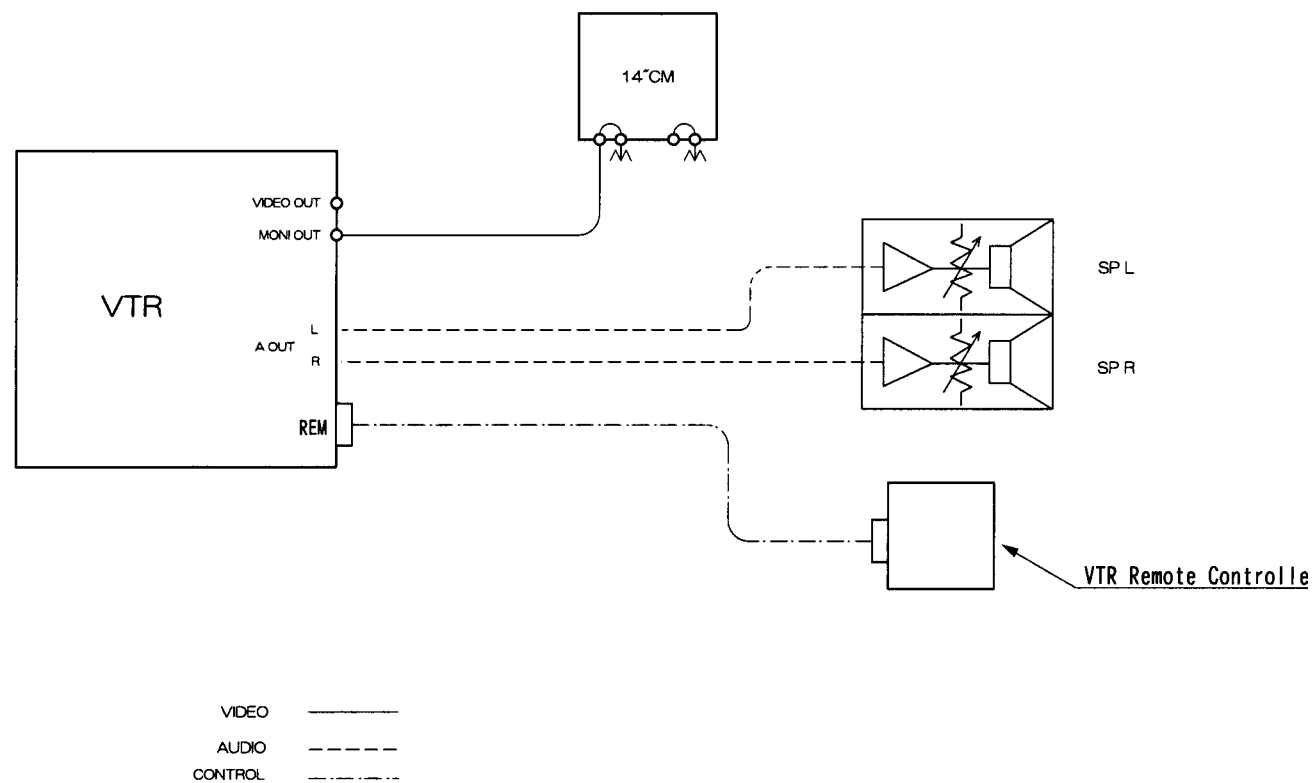 14"CM
VIDEO OUT
MONI OUT
VTR
L
A OUT
R
REM
SP L
SP R
VTR Remote Controlle
VIDEO
AUDIO
CONTROL